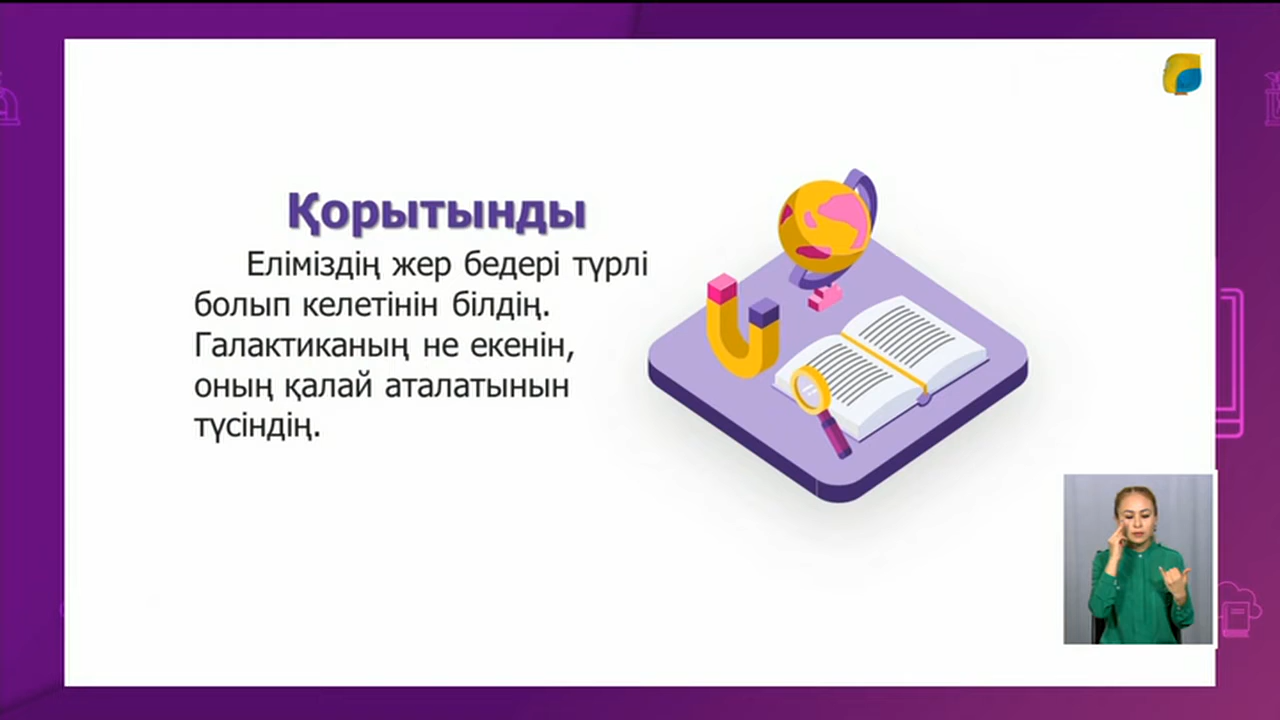 Қорытынды
Еліміздің жер бедері түрлі
болып келетінін білдің.
Галактиканың не екенін,
оның қалай аталатынын
түсіндің.